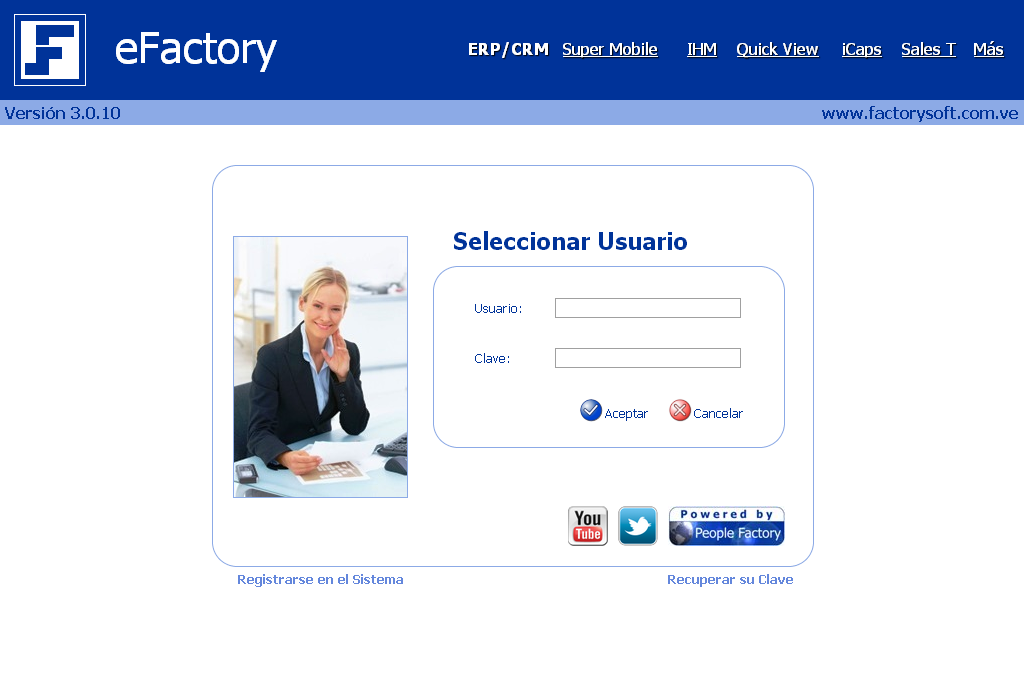 eFactory
ERP/CRM Super Mobile IHM Quick View iCaps Sales T Más
Versión 3.0.10 www.factorysoft.com.ve
Seleccionar Usuario
Usuario:
Clave:
Aceptar Cancelar
You
Tube
Powered by
People Factory
Registrarse en el Sistema Recuperar su Clave